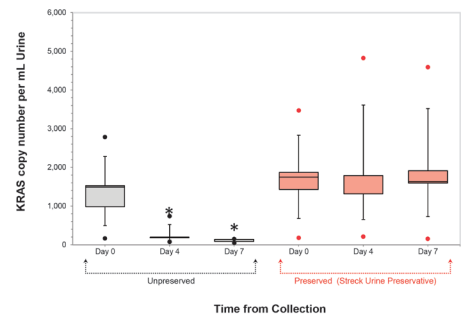 KRAS copy number per mL Urine
6,000
5,000
4,000
3,000
2,000
1,000
0
Day 0 Day 4 Day 7 Day 0 Day 4 Day 7
* *
Unpreserved Preserved (Streck Urine Preservative)
Time from Collection